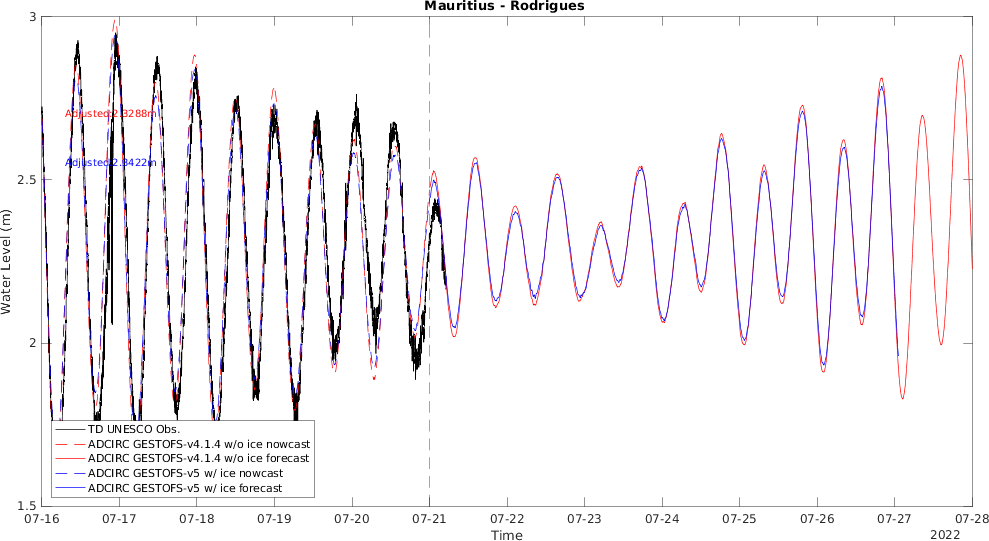 Mauritius - Rodrigues
3
2.5
2
1.5
Water Level (m)
Adjusted:2.3288m
Adjusted:2.3422m
TD UNESCO Obs.
ADCIRC GESTOFS-v4.1.4 w/o ice nowcast
ADCIRC GESTOFS-v4.1.4 w/o ice forecast
ADCIRC GESTOFS-v5 w/ ice nowcast
ADCIRC GESTOFS-v5 w/ ice forecast
07-16 07-17 07-18 07-19 07-20 07-21 07-22 07-23 07-24 07-25 07-26 07-27 07-28
Time
2022